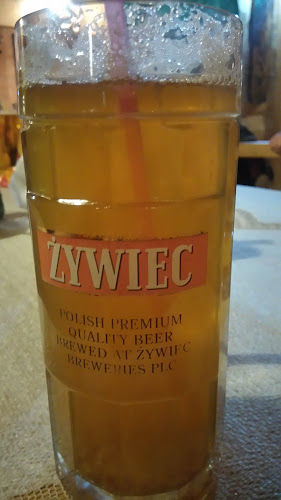 ŻYWIEC
POLISH PREMIUM
QUALITY BEER
BREWED AT ŻYWIEC
BREWERIES PLC